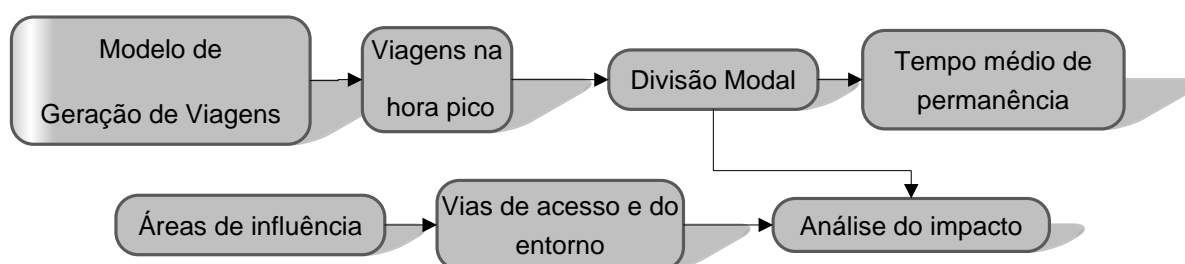 Modelo de
Geração de Viagens
Viagens na
hora pico
Divisão Modal
Tempo médio de
permanência
Áreas de influência
Vias de acesso e do
entorno
Análise do impacto